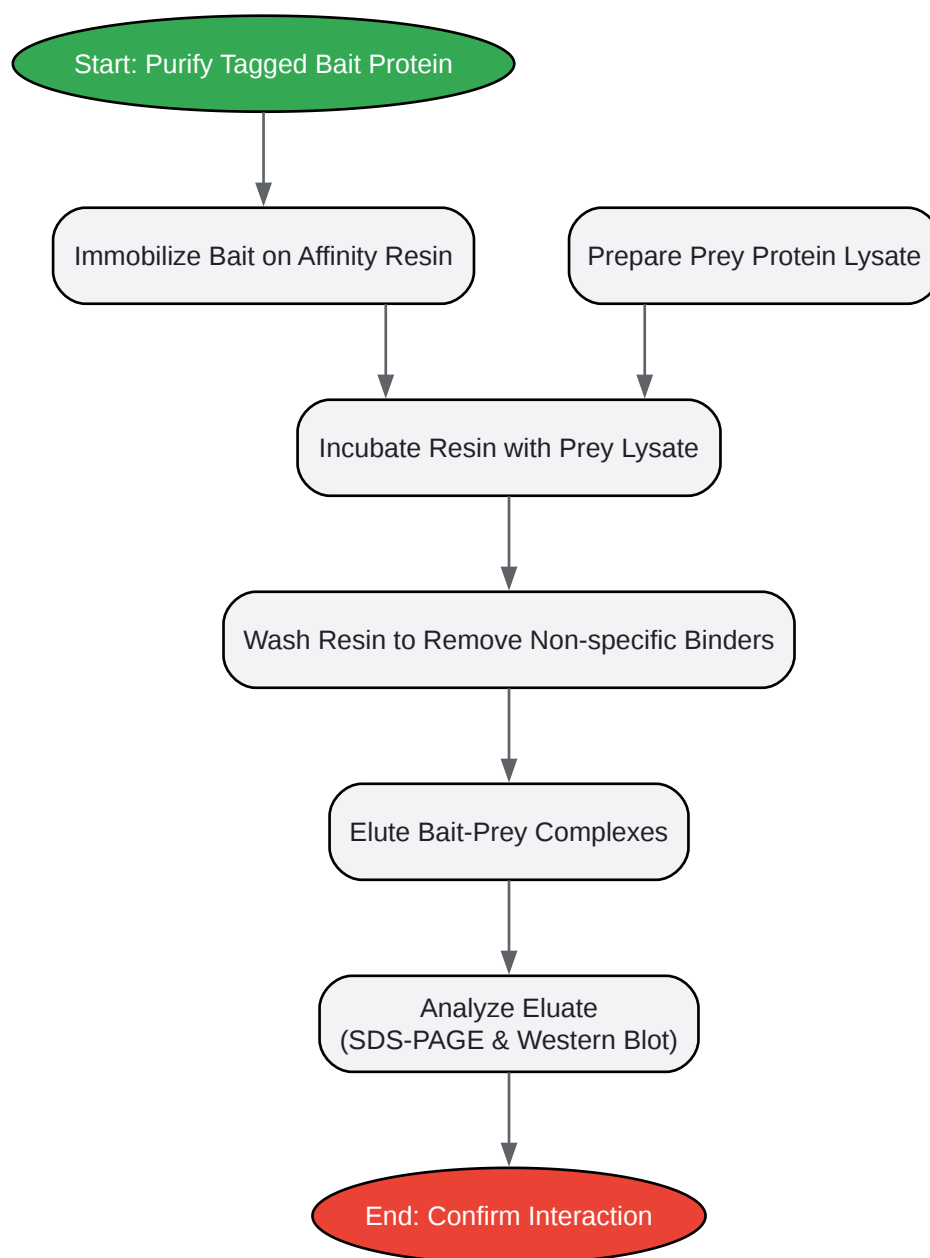 Start: Purify Tagged Bait Protein
Immobilize Bait on Affinity Resin
Prepare Prey Protein Lysate
Incubate Resin with Prey Lysate
Wash Resin to Remove Non-specific Binders
Elute Bait-Prey Complexes
Analyze Eluate
(SDS-PAGE & Western Blot)
End: Confirm Interaction